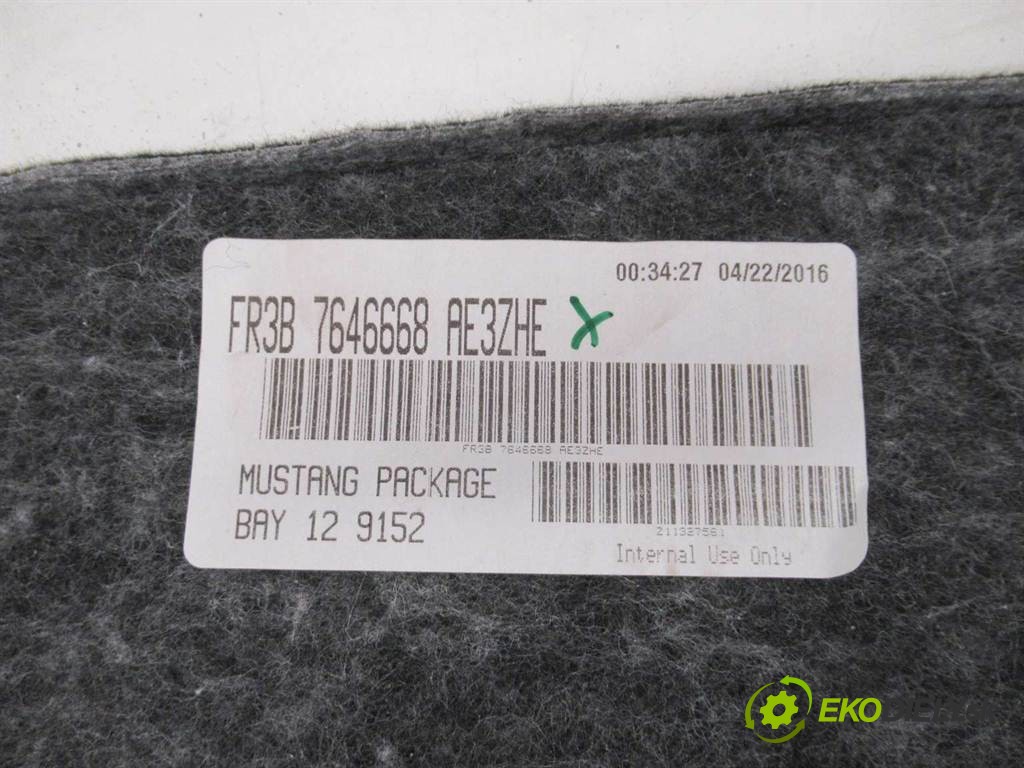 00:34:27 04/22/2016
FR3B 7646668 AE3ZHE X
FR3B 7646668 AE3ZHE
MUSTANG PACKAGE
BAY 12 9152
Internal Use Only
EKO